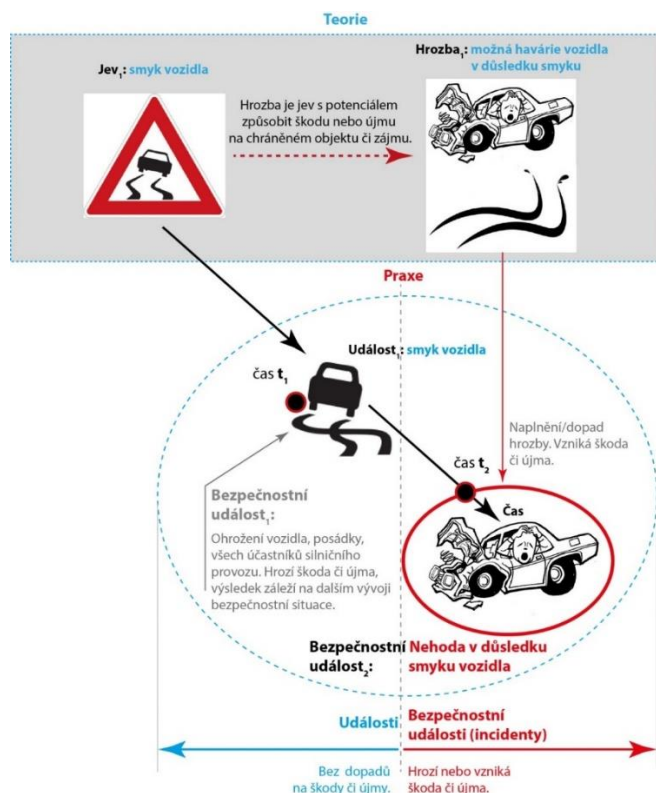 Teorie
Jev1: smyk vozidla
Hrozba1: možná havárie vozidla
v důsledku smyku
Hrozba je jev s potenciálem
způsobit škodu nebo újmu
na chráněném objektu či zájmu.
Praxe
Událost1: smyk vozidla
čas t1
Naplnění/dopad
hrozby. Vzniká škoda
či újma.
čas t2
Čas
Bezpečnostní
událost1:
Ohrožení vozidla, posádky,
všech účastníků silničního
provozu. Hrozí škoda či újma,
výsledek záleží na dalším vývoji
bezpečnostní situace.
Bezpečnostní Nehoda v důsledku
událost2: smyku vozidla
Události
Bezpečnostní
události (incidenty)
Bez dopadů
na škody či újmy.
Hrozí nebo vzniká
škoda či újma.